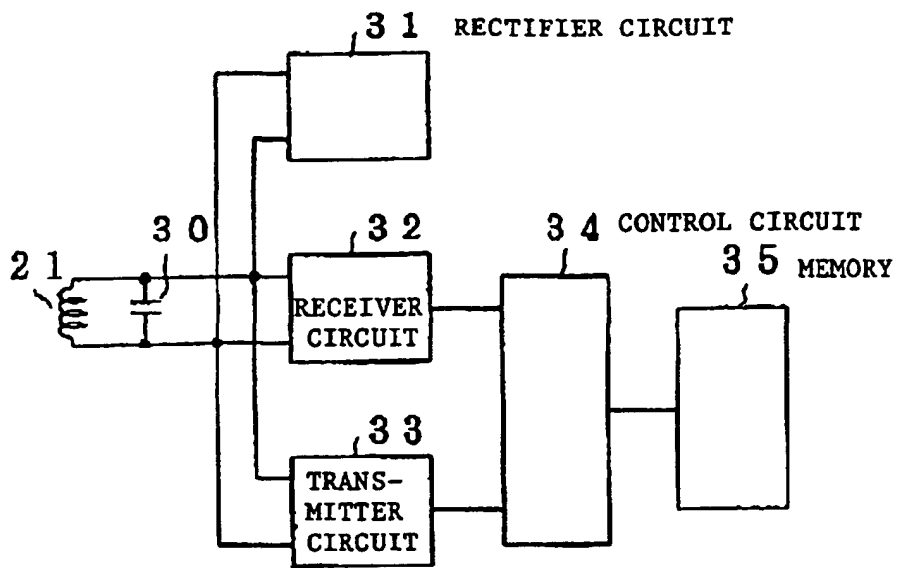 31 RECTIFIER CIRCUIT
30
21
32
RECEIVER
CIRCUIT
34 CONTROL CIRCUIT
35 MEMORY
33
TRANS-
MITTER
CIRCUIT